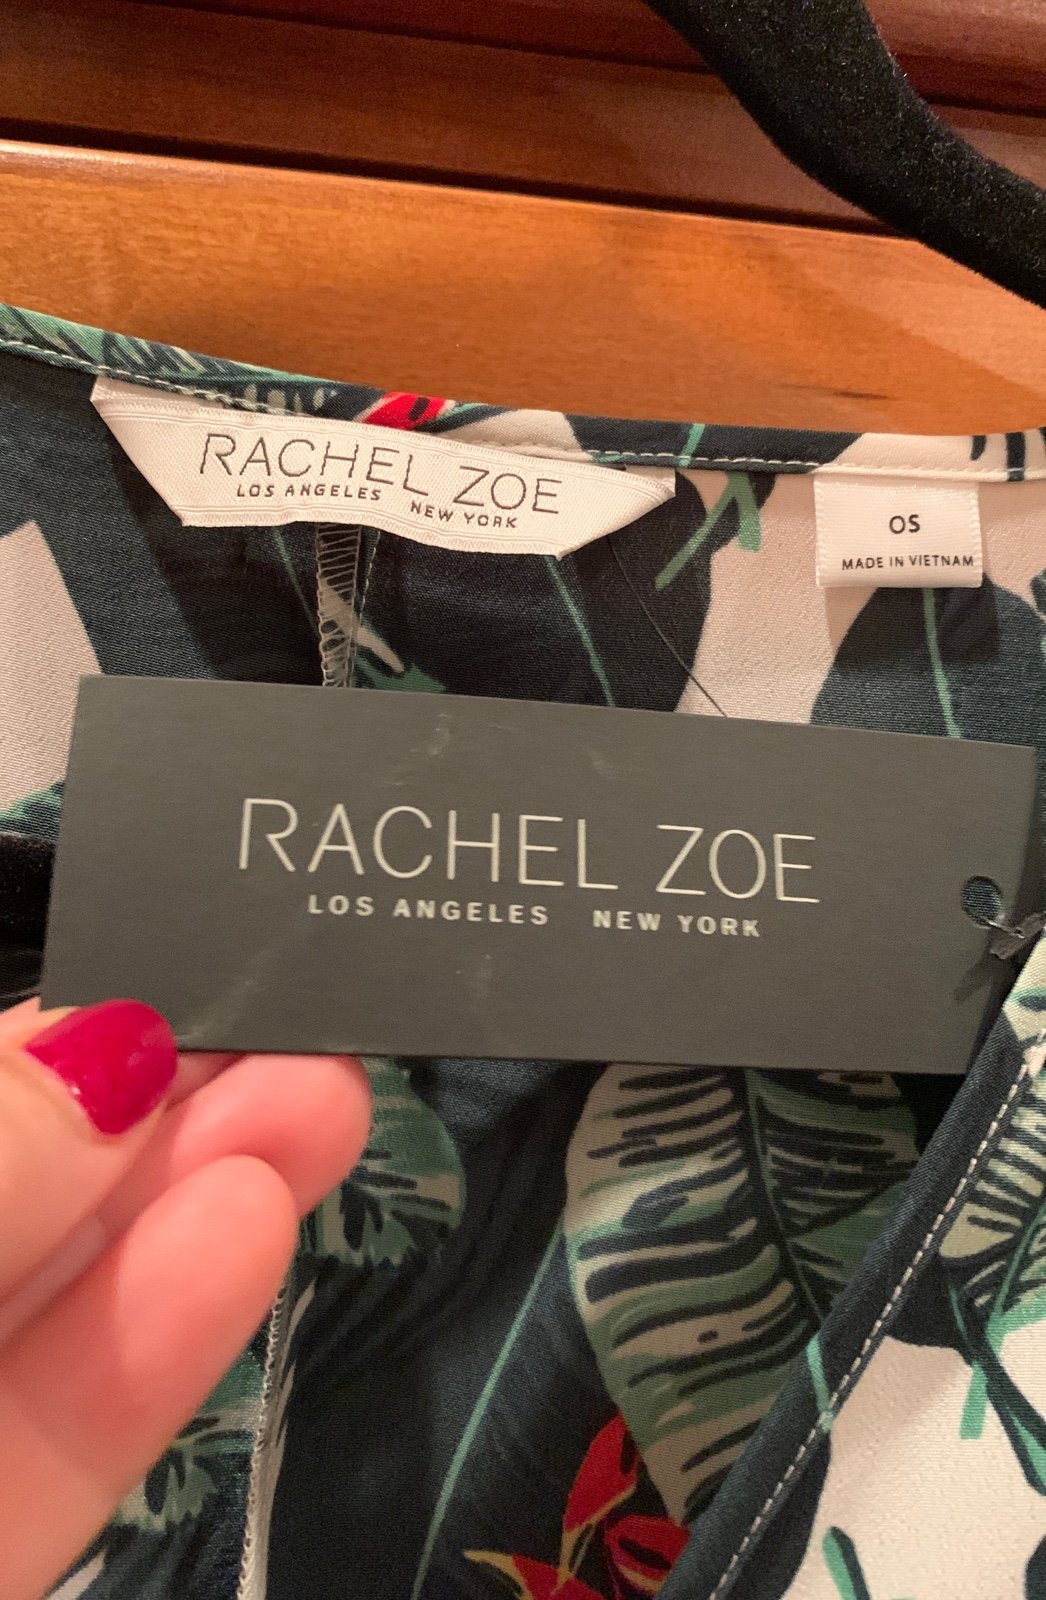 RACHEL ZOE
LOS ANGELES NEW YORK
OS
MADE IN VIETNAM
RACHEL ZOE
LOS ANGELES NEW YORK